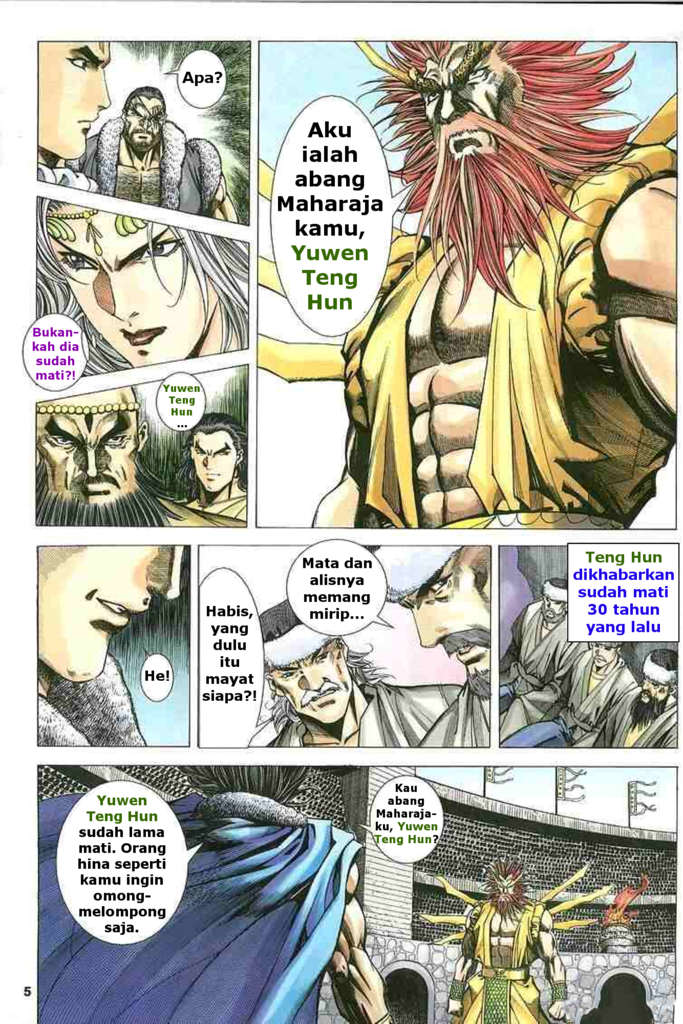 Apa?
Aku
ialah
abang
Maharaja
kamu,
Yuwen
Teng
Hun
Bukan-
kah dia
sudah
mati?!
Yuwen
Teng
Hun
...
He!
Habis,
yang
dulu
itu
mayat
siapa?!
Mata dan
alisnya
memang
mirip...
Teng Hun
dikhabarkan
sudah mati
30 tahun
yang lalu
Yuwen
Teng Hun
sudah lama
mati. Orang
hina seperti
kamu ingin
omong-
melompong
saja.
Kau
abang
Maharaja-
ku, Yuwen
Teng Hun?
5